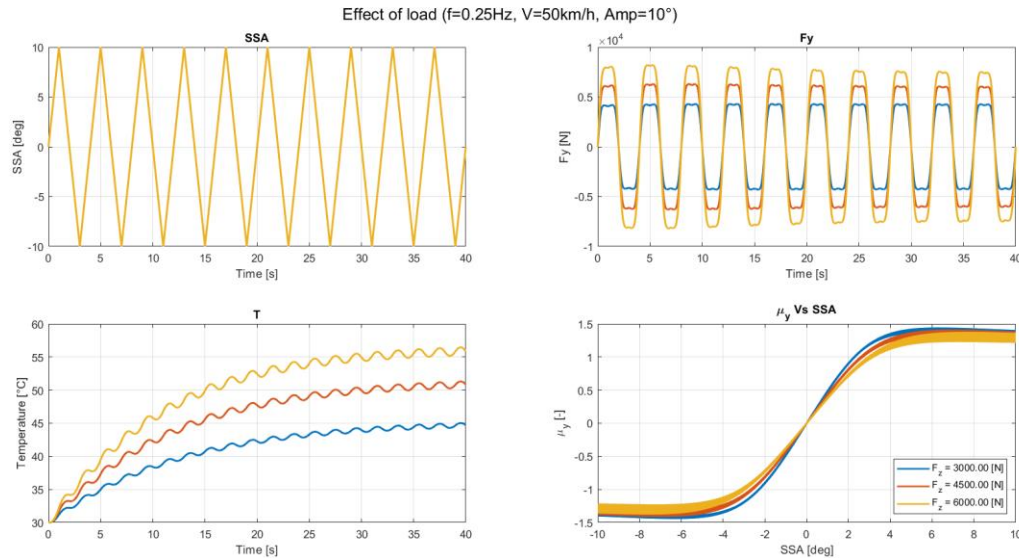 Effect of load (f=0.25Hz, V=50km/h, Amp=10°)
SSA
10
5
0
-5
-10
SSA [deg]
0 5 10 15 20 25 30 35 40
Time [s]
Fy
×10⁴
1
0.5
0
-0.5
-1
Fy [N]
0 5 10 15 20 25 30 35 40
Time [s]
T
60
55
50
45
40
35
30
Temperature [°C]
0 5 10 15 20 25 30 35 40
Time [s]
μy Vs SSA
1.5
1
0.5
0
-0.5
-1
-1.5
μy [-]
-10 -8 -6 -4 -2 0 2 4 6 8 10
SSA [deg]
Fz = 3000.00 [N]
Fz = 4500.00 [N]
Fz = 6000.00 [N]